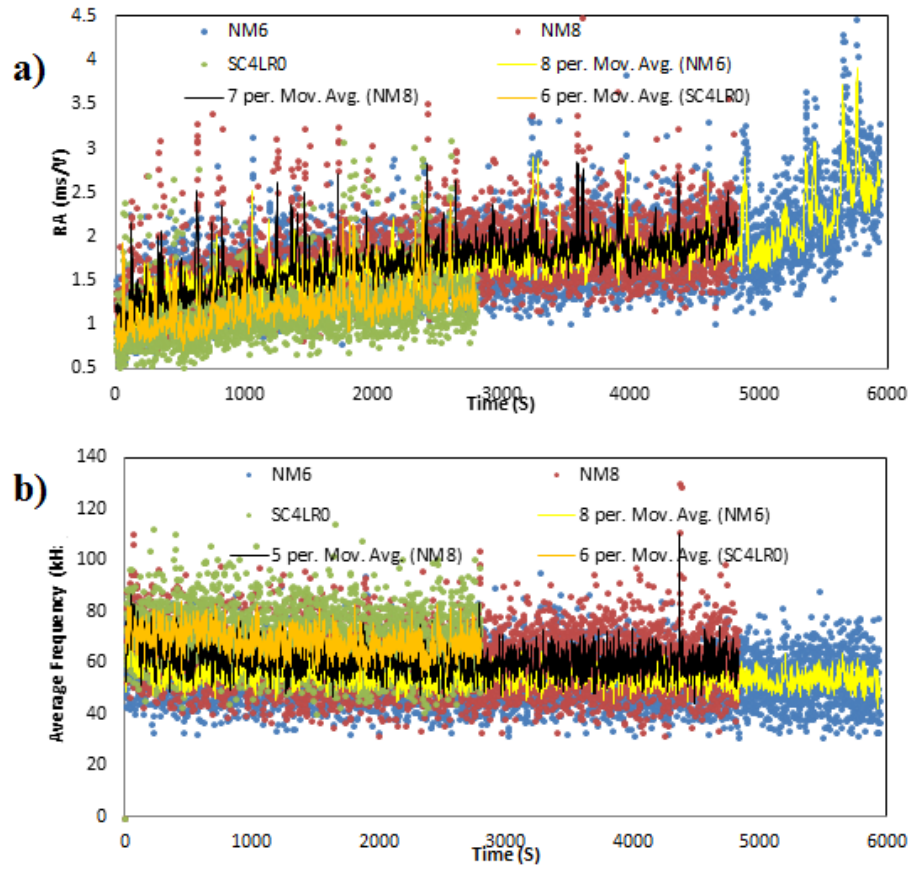 4.5
NM6
NM8
a)
4
SC4LR0
8 per. Mov. Avg. (NM6)
7 per. Mov. Avg. (NM8)
6 per. Mov. Avg. (SC4LR0)
3.5
3
RA (ms/V)
2.5
2
1.5
1
0.5
0
1000
2000
3000
4000
5000
6000
Time (S)
140
b)
NM6
NM8
120
SC4LR0
8 per. Mov. Avg. (NM6)
5 per. Mov. Avg. (NM8)
6 per. Mov. Avg. (SC4LR0)
100
Average Frequency (kH
80
60
40
20
0
0
1000
2000
3000
4000
5000
6000
Time (S)